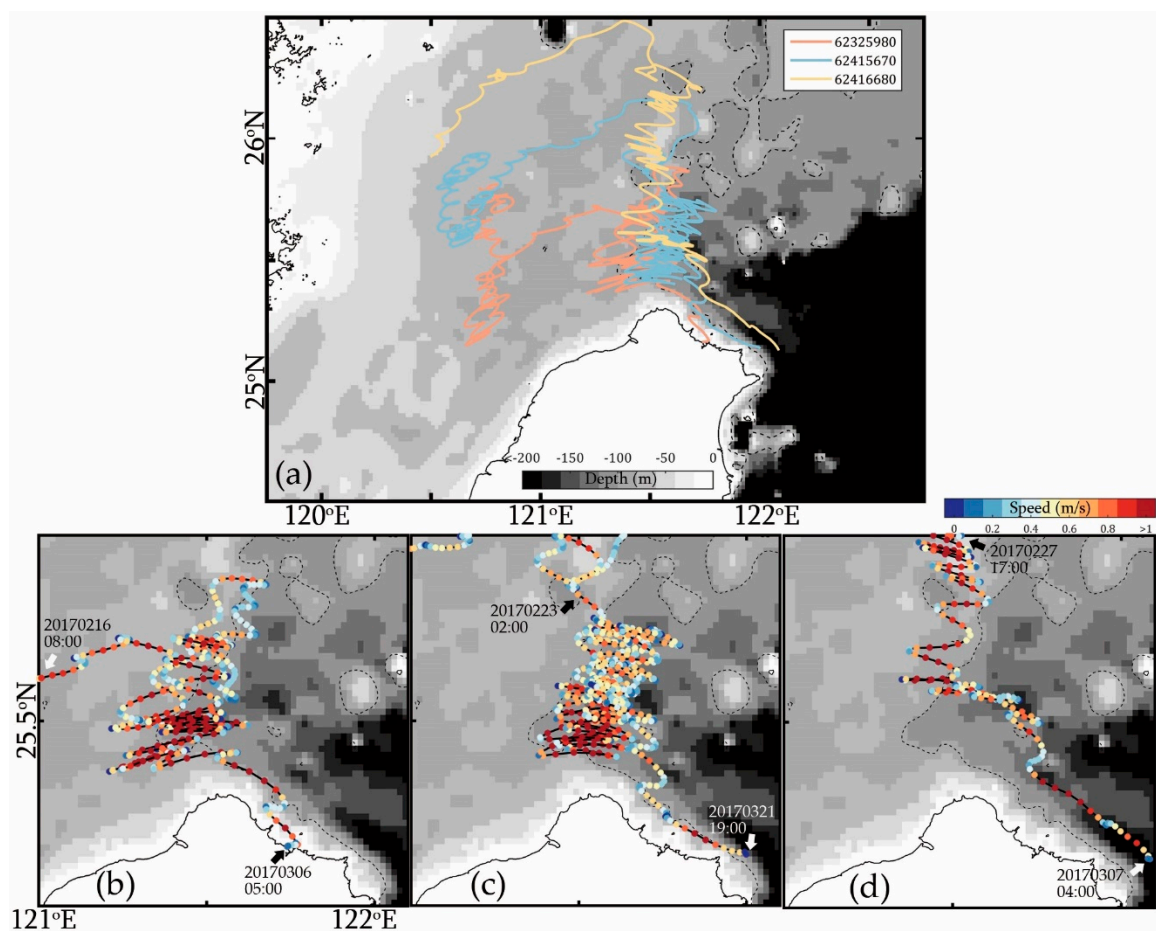 62325980
62415670
62416680
26°N
25°N
-200 -150 -100 -50 0
Depth (m)
(a)
120°E 121°E 122°E
Speed (m/s)
0 0.2 0.4 0.6 0.8 >1
20170216
08:00
20170223
02:00
20170227
17:00
25.5°N
20170306
05:00
20170321
19:00
20170307
04:00
(b) (c) (d)
121°E 122°E